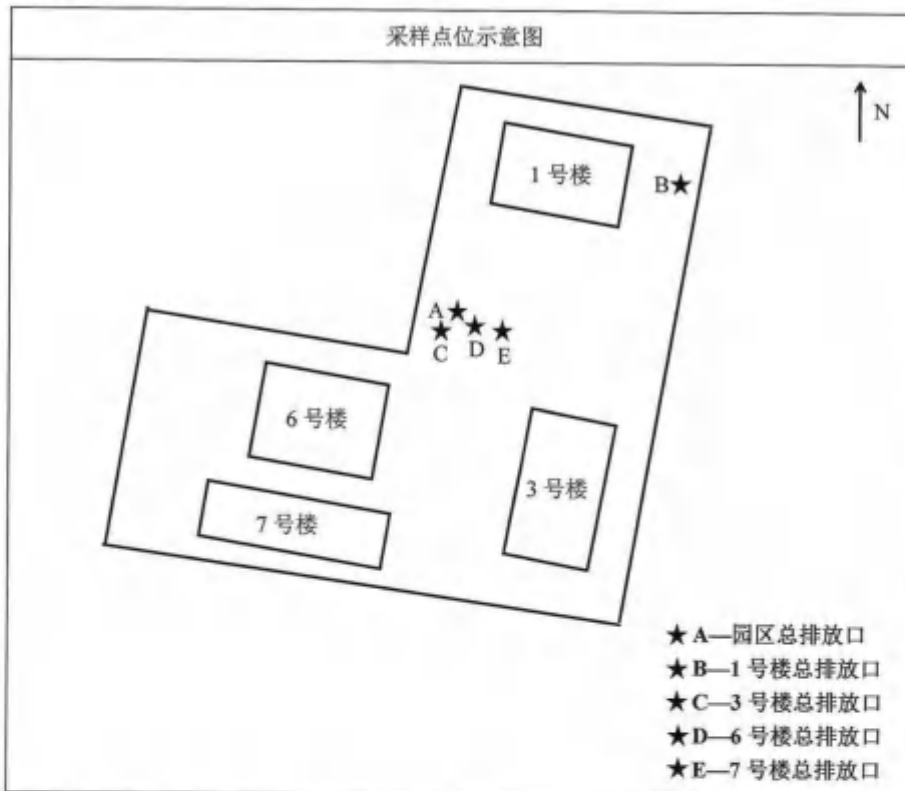 采样点位示意图
N
1 号楼
B★
A★
★ ★ ★
C D E
6 号楼
3 号楼
7 号楼
★ A—园区总排放口
★ B—1 号楼总排放口
★ C—3 号楼总排放口
★ D—6 号楼总排放口
★ E—7 号楼总排放口